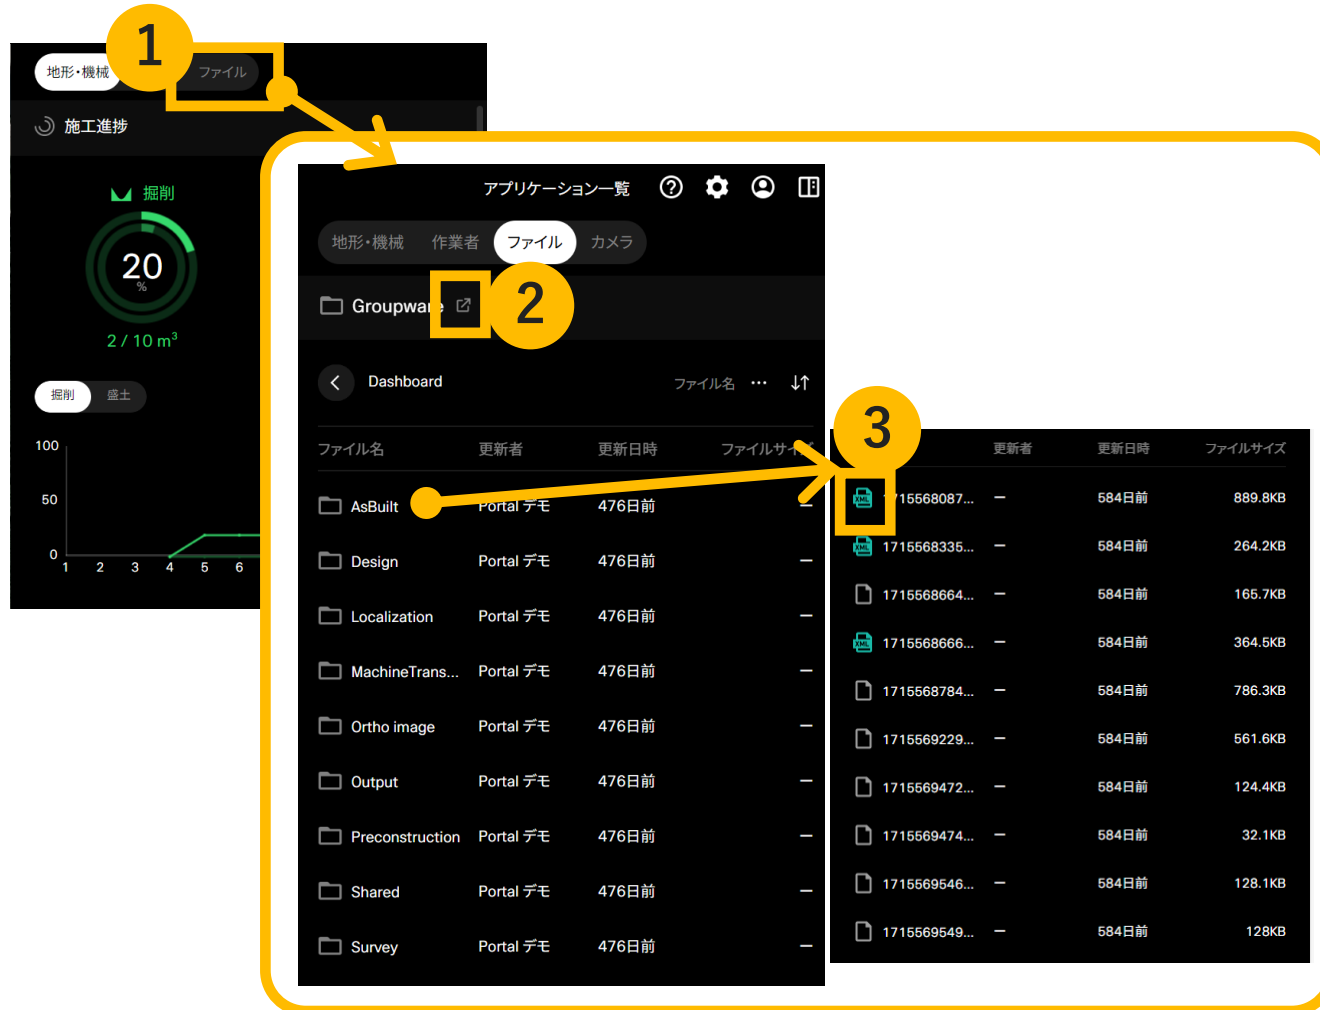 1
地形・機械
ファイル
施工進捗
掘削
20
%
2 / 10 m³
掘削
盛土
100
50
0
1 2 3 4 5 6
アプリケーション一覧
地形・機械 作業者 ファイル カメラ
Groupware
2
Dashboard
ファイル名 ...
ファイル名 更新者 更新日時 ファイルサイズ
AsBuilt Portal デモ 476日前 —
Design Portal デモ 476日前 —
Localization Portal デモ 476日前 —
MachineTrans... Portal デモ 476日前 —
Ortho image Portal デモ 476日前 —
Output Portal デモ 476日前 —
Preconstruction Portal デモ 476日前 —
Shared Portal デモ 476日前 —
Survey Portal デモ 476日前 —
3
更新者 更新日時 ファイルサイズ
XML 1715568087... — 584日前 889.8KB
XML 1715568335... — 584日前 264.2KB
1715568664... — 584日前 165.7KB
XML 1715568666... — 584日前 364.5KB
1715568784... — 584日前 786.3KB
1715569229... — 584日前 561.6KB
1715569472... — 584日前 124.4KB
1715569474... — 584日前 32.1KB
1715569546... — 584日前 128.1KB
1715569549... — 584日前 128KB